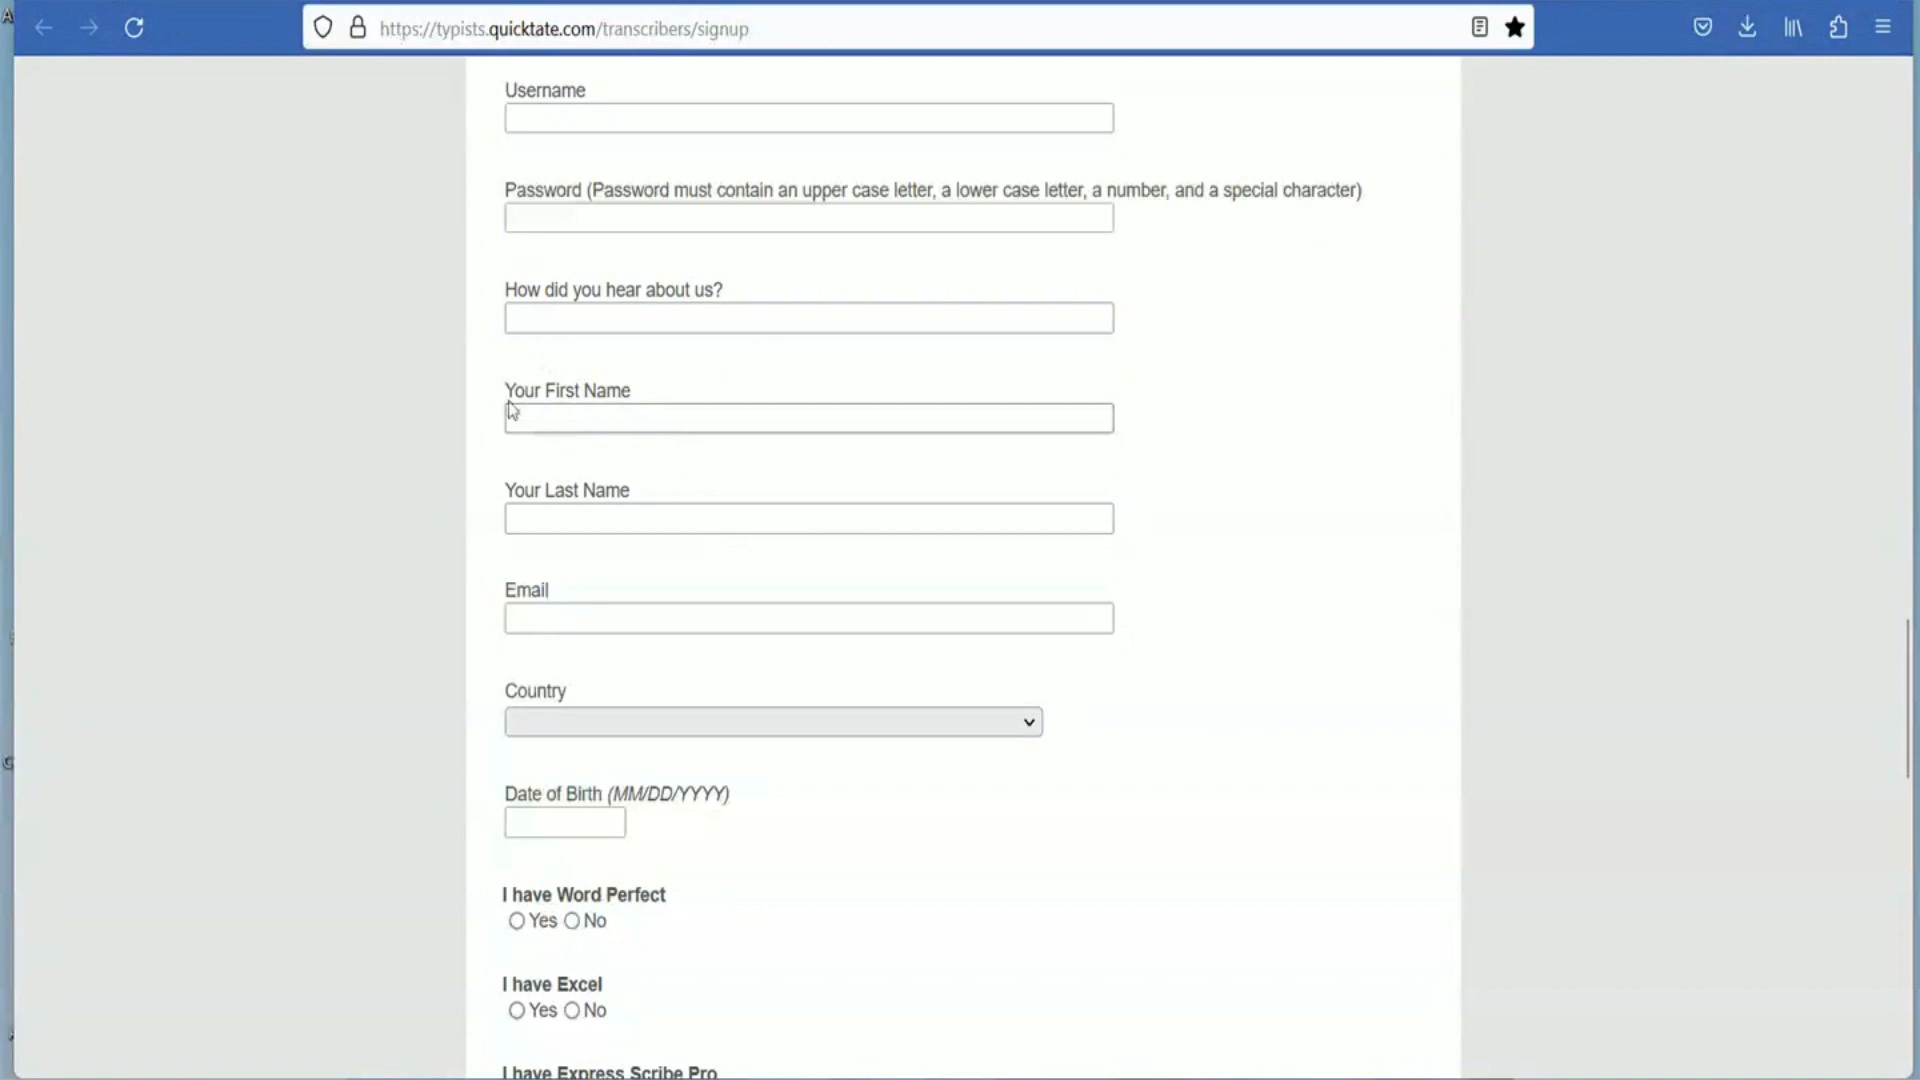 https://typists.quicktate.com/transcribers/signup
Username
Password (Password must contain an upper case letter, a lower case letter, a number, and a special character)
How did you hear about us?
Your First Name
Your Last Name
Email
Country
Date of Birth (MM/DD/YYYY)
I have Word Perfect
Yes No
I have Excel
Yes No
I have Express Scribe Pro